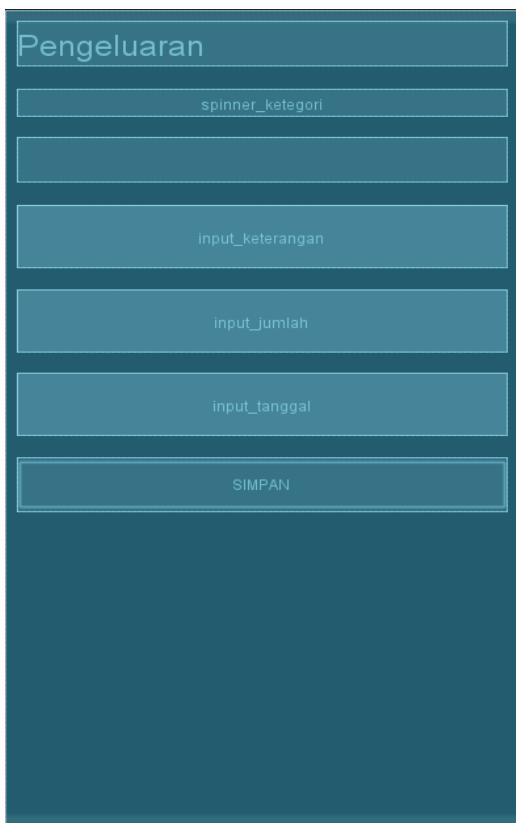 Pengeluaran
spinner_ketegori
input_keterangan
input_jumlah
input_tanggal
SIMPAN